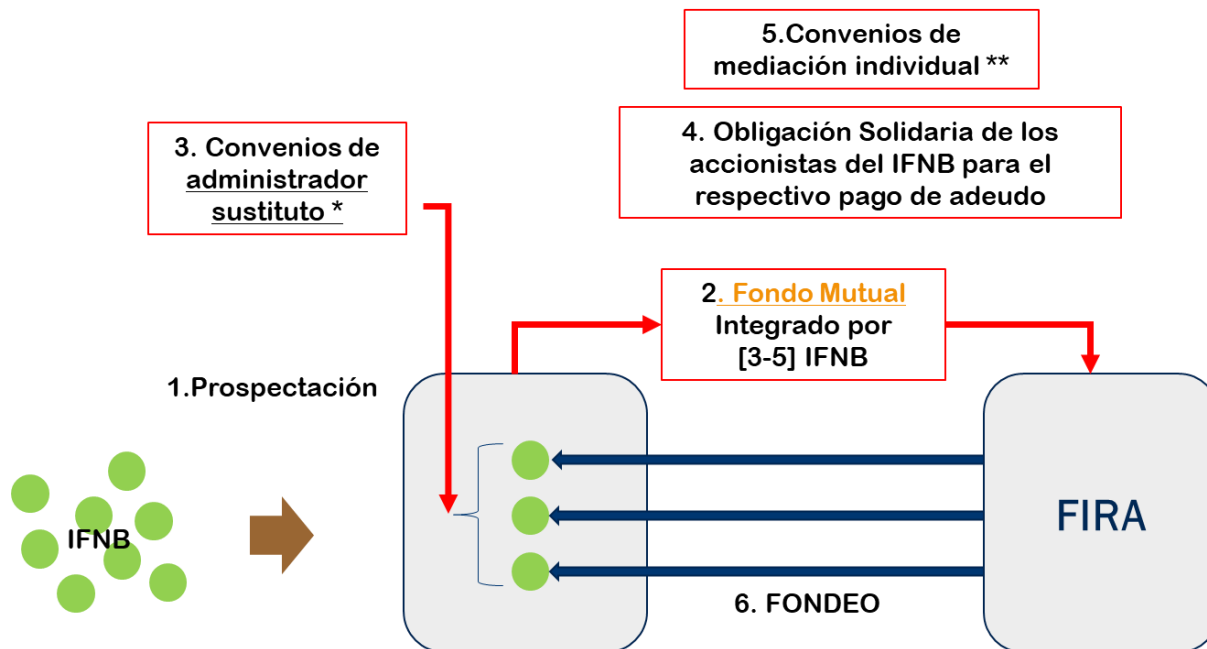 5.Convenios de
mediación individual **
3. Convenios de
administrador
sustituto *
4. Obligación Solidaria de los
accionistas del IFNB para el
respectivo pago de adeudo
2. Fondo Mutual
Integrado por
[3-5] IFNB
1.Prospectación
IFNB
FIRA
6. FONDEO